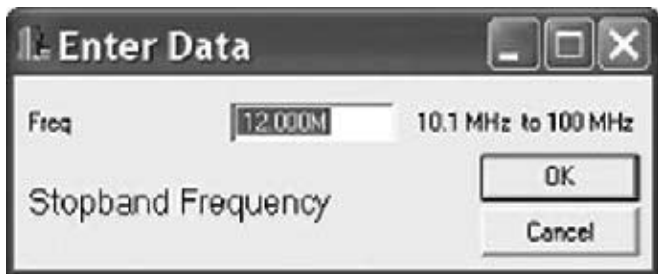 Enter Data
Freq 12.000M 10.1 MHz to 100 MHz
OK
Stopband Frequency
Cancel